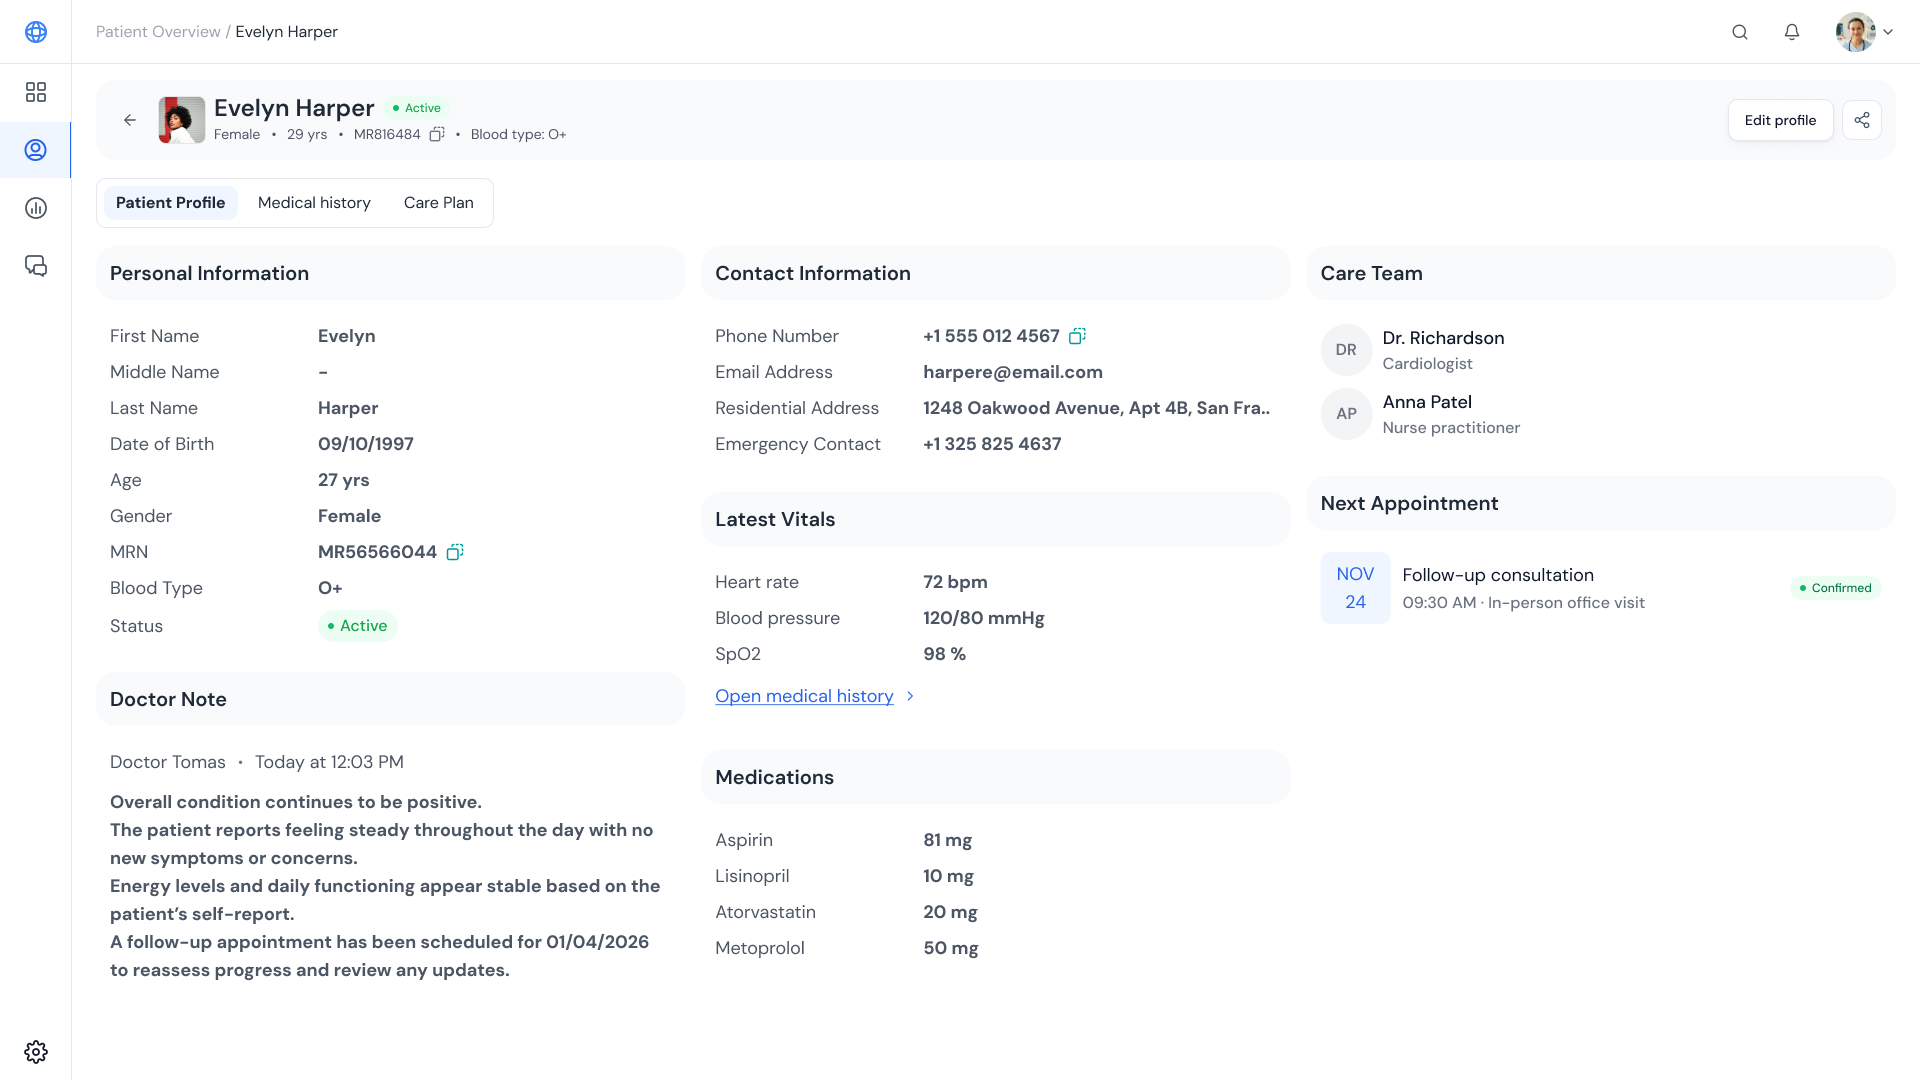 Patient Overview / Evelyn Harper
Evelyn Harper
Active
Female • 29 yrs • MR816484 • Blood type: O+
Edit profile
Patient Profile
Medical history
Care Plan
Personal Information
First Name Evelyn
Middle Name -
Last Name Harper
Date of Birth 09/10/1997
Age 27 yrs
Gender Female
MRN MR56566044
Blood Type O+
Status Active
Doctor Note
Doctor Tomas • Today at 12:03 PM
Overall condition continues to be positive.
The patient reports feeling steady throughout the day with no
new symptoms or concerns.
Energy levels and daily functioning appear stable based on the
patient’s self-report.
A follow-up appointment has been scheduled for 01/04/2026
to reassess progress and review any updates.
Contact Information
Phone Number +1 555 012 4567
Email Address harpere@email.com
Residential Address 1248 Oakwood Avenue, Apt 4B, San Fra..
Emergency Contact +1 325 825 4637
Latest Vitals
Heart rate 72 bpm
Blood pressure 120/80 mmHg
SpO2 98 %
Open medical history
Medications
Aspirin 81 mg
Lisinopril 10 mg
Atorvastatin 20 mg
Metoprolol 50 mg
Care Team
DR
Dr. Richardson
Cardiologist
AP
Anna Patel
Nurse practitioner
Next Appointment
NOV
24
Follow-up consultation
09:30 AM · In-person office visit
Confirmed